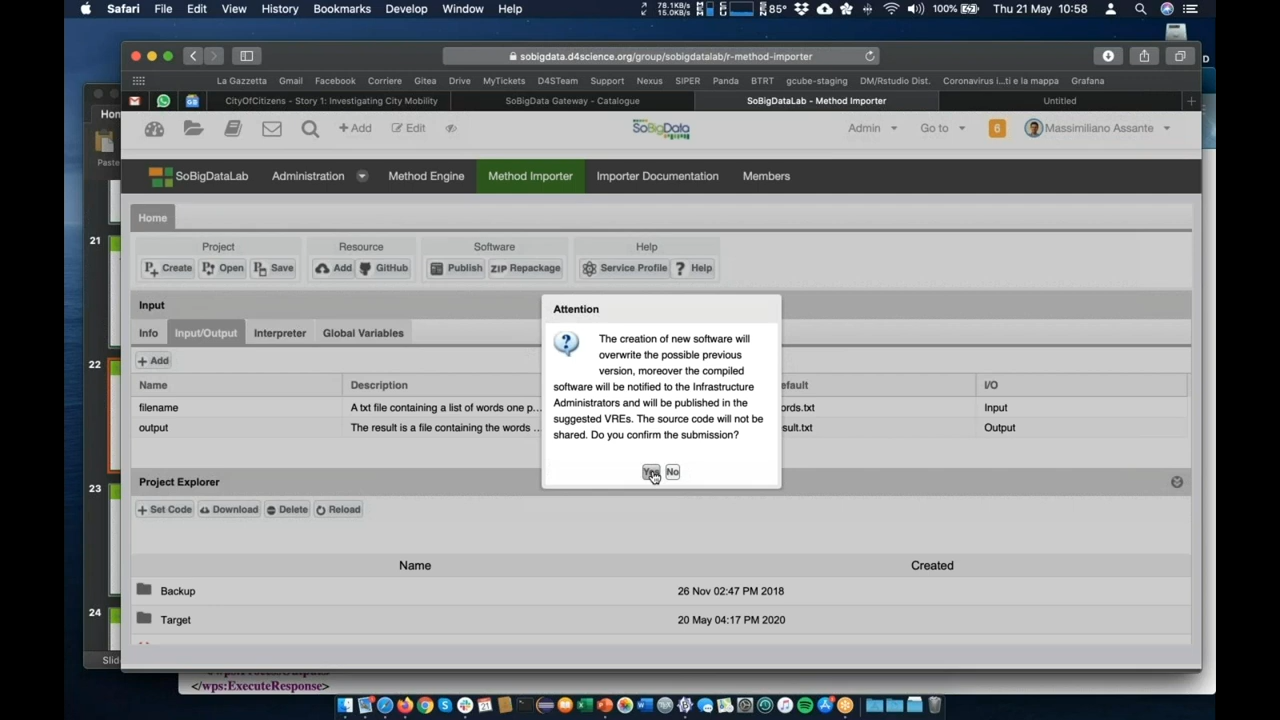 Safari File Edit View History Bookmarks Develop Window Help 78.1KB/s 15.0KB/s 85° 100% Thu 21 May 10:58
sobigdata.d4science.org/group/sobigdatalab/r-method-importer
La Gazzetta Gmail Facebook Corriere Gitea Drive MyTickets D4STeam Support Nexus SIPER Panda BTRT gcube-staging DM/Rstudio Dist. Coronavirus i...ti e la mappa Grafana
CityOfCitizens - Story 1: Investigating City Mobility SoBigData Gateway - Catalogue SoBigDataLab - Method Importer Untitled
Hon
+ Add Edit SoBigData Admin Go to 6 Massimiliano Assante
Paste
SoBigDataLab Administration Method Engine Method Importer Importer Documentation Members
Home
21
Project Resource Software Help
Create Open Save Add GitHub Publish ZIP Repackage Service Profile ? Help
Input
Info Input/Output Interpreter Global Variables
+ Add
22
Name Description efault I/O
filename A txt file containing a list of words one p... ords.txt Input
output The result is a file containing the words ... sult.txt Output
Attention
The creation of new software will
overwrite the possible previous
version, moreover the compiled
software will be notified to the Infrastructure
Administrators and will be published in the
suggested VREs. The source code will not be
shared. Do you confirm the submission?
Yes No
23
Project Explorer
+ Set Code Download Delete Reload
Name Created
Backup 26 Nov 02:47 PM 2018
24
Target 20 May 04:17 PM 2020
Slid
</wps:ExecuteResponse>